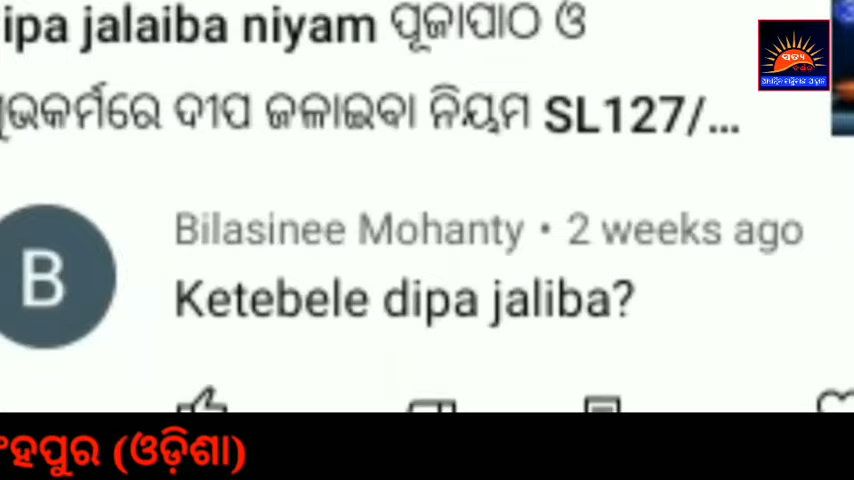 ipa jalaiba niyam ପୂଜାପାଠ ଓ
ଶୁଭକର୍ମରେ ଦୀପ ଜଳାଇବା ନିୟମ SL127/...
B
Bilasinee Mohanty • 2 weeks ago
Ketebele dipa jaliba?
ସିଂହପୁର (ଓଡ଼ିଶା)
ସତ୍ୟ